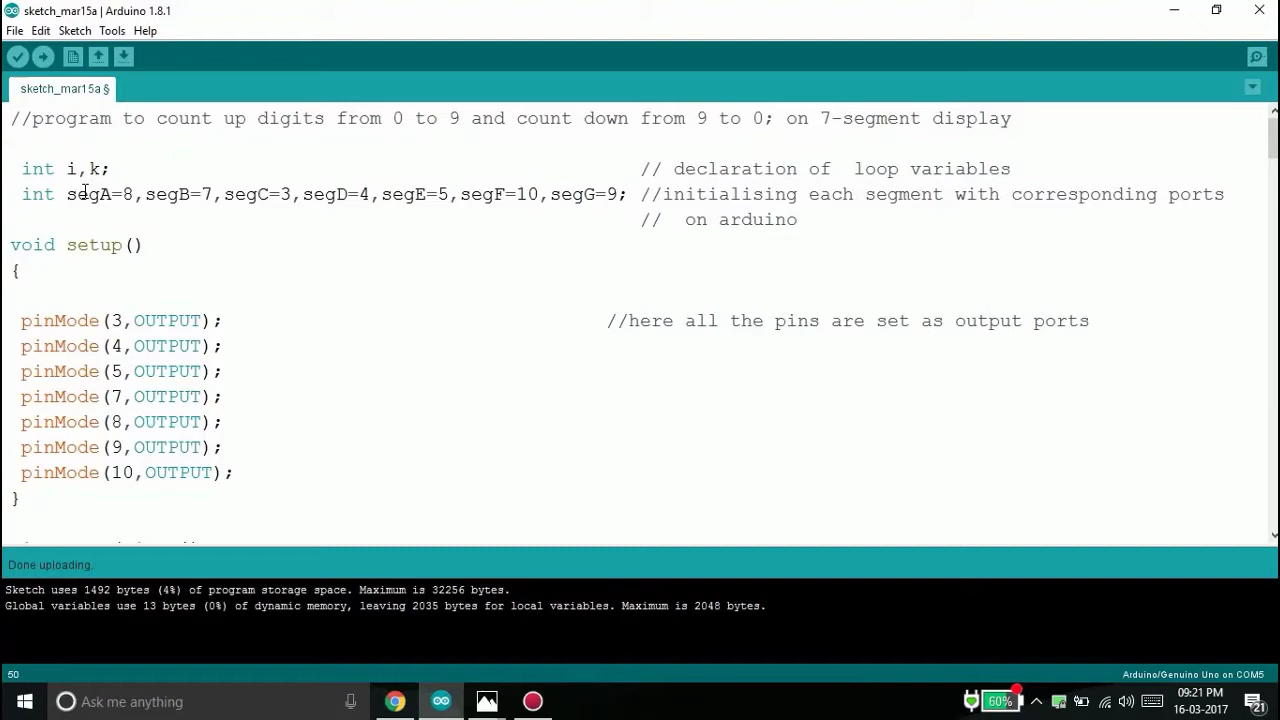 sketch_mar15a | Arduino 1.8.1
File Edit Sketch Tools Help
sketch_mar15a §
//program to count up digits from 0 to 9 and count down from 9 to 0; on 7-segment display
int i,k; // declaration of loop variables
int segA=8,segB=7,segC=3,segD=4,segE=5,segF=10,segG=9; //initialising each segment with corresponding ports
// on arduino
void setup()
{
pinMode(3,OUTPUT); //here all the pins are set as output ports
pinMode(4,OUTPUT);
pinMode(5,OUTPUT);
pinMode(7,OUTPUT);
pinMode(8,OUTPUT);
pinMode(9,OUTPUT);
pinMode(10,OUTPUT);
}
Done uploading.
Sketch uses 1492 bytes (4%) of program storage space. Maximum is 32256 bytes.
Global variables use 13 bytes (0%) of dynamic memory, leaving 2035 bytes for local variables. Maximum is 2048 bytes.
50 Arduino/Genuino Uno on COM5
Ask me anything 60% 09:21 PM
16-03-2017 21